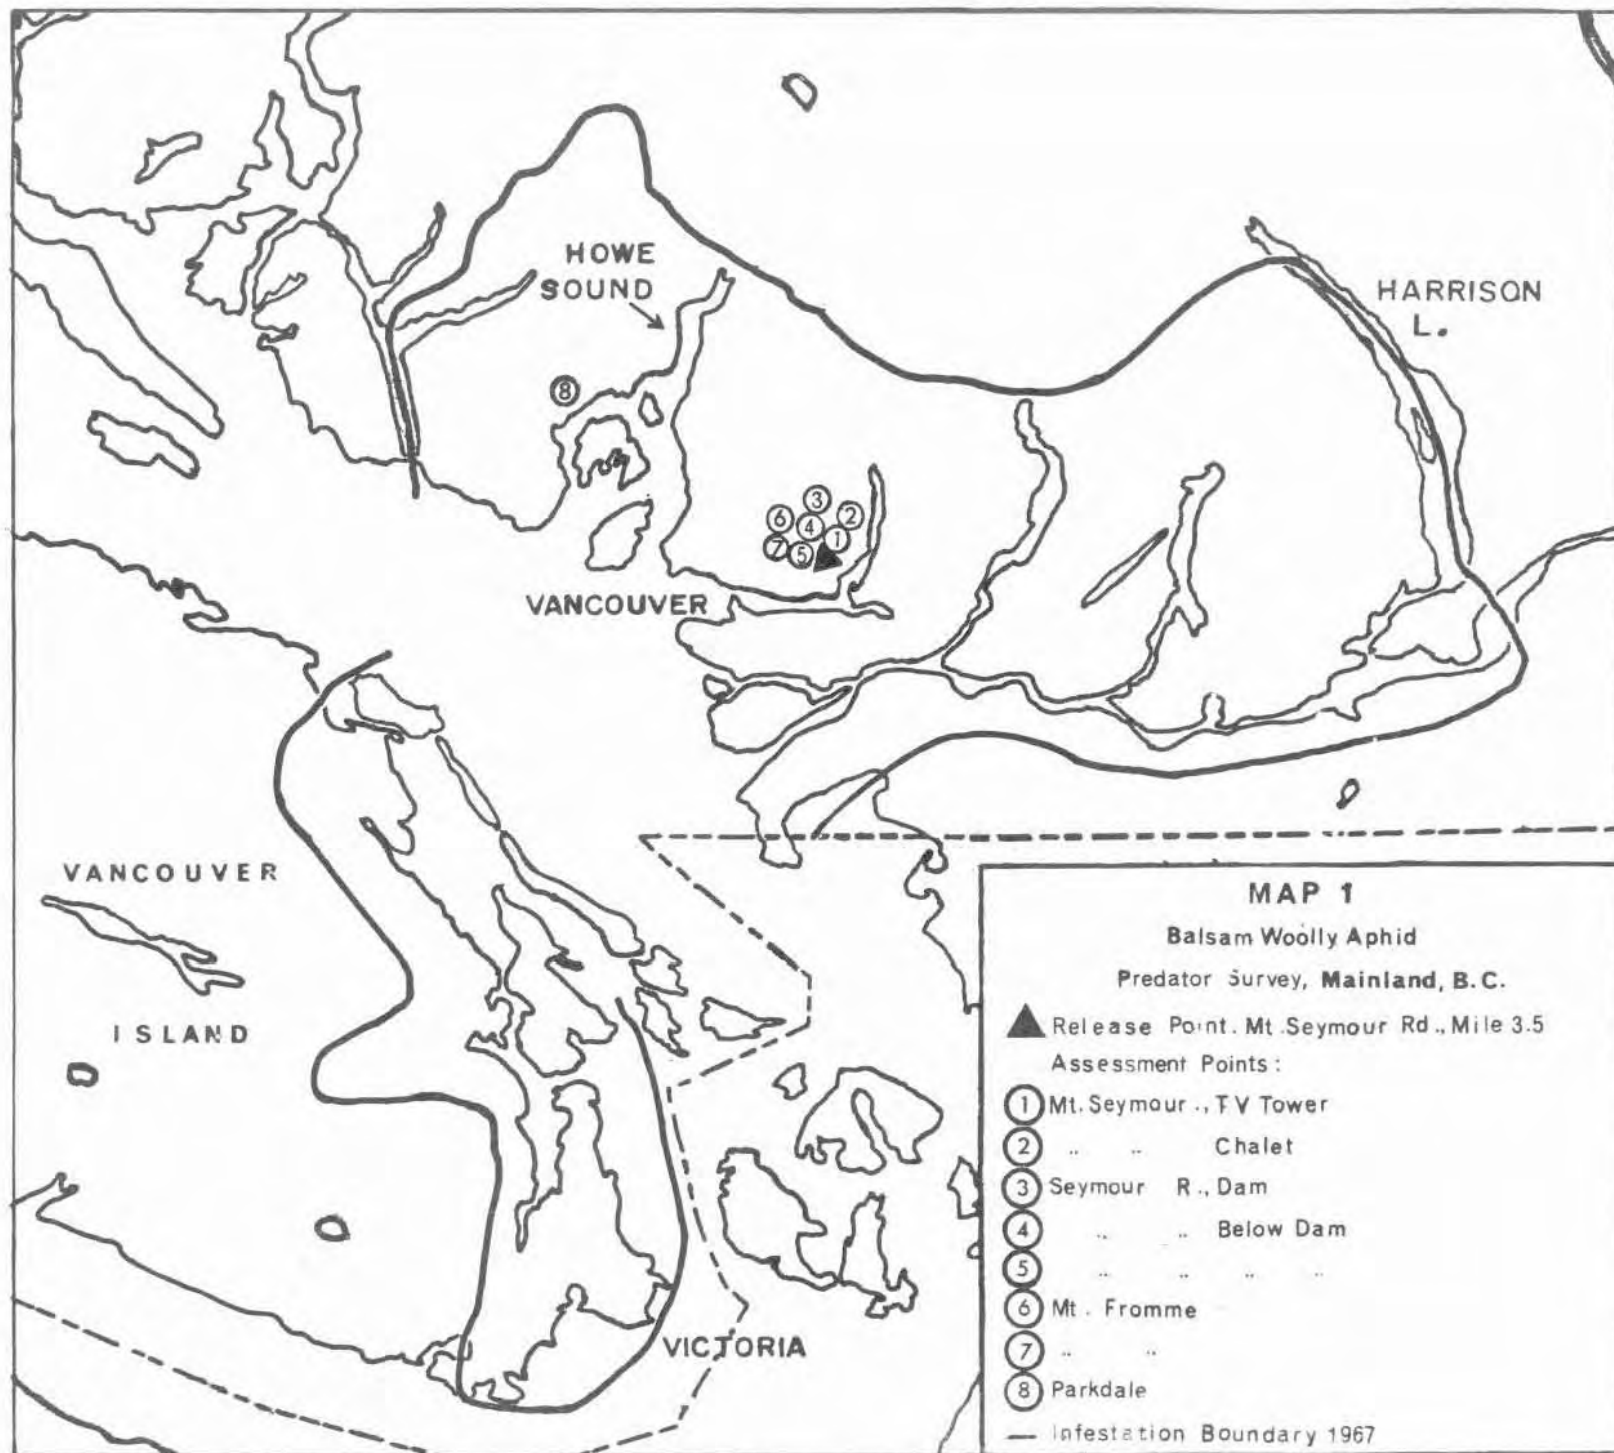 HOWE
SOUND
HARRISON
L.
8
3
6
2
4
1
7
5
VANCOUVER
VANCOUVER
ISLAND
VICTORIA
MAP 1
Balsam Woolly Aphid
Predator Survey, Mainland, B.C.
Release Point. Mt. Seymour Rd., Mile 3.5
Assessment Points:
1 Mt. Seymour., T V Tower
2 .. .. Chalet
3 Seymour R., Dam
4 .. .. Below Dam
5 .. .. .. ..
6 Mt. Fromme
7 .. ..
8 Parkdale
— Infestation Boundary 1967